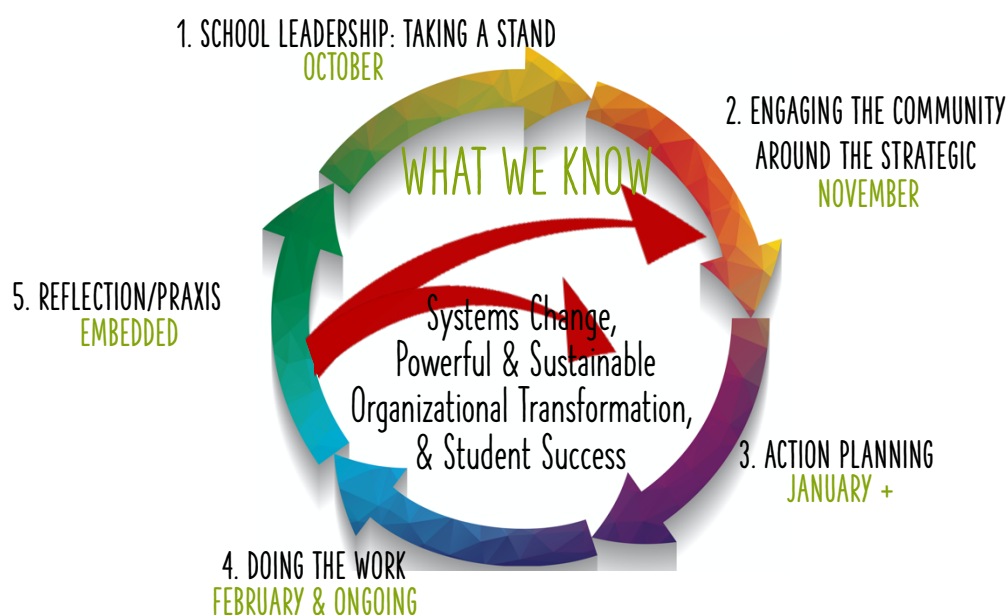 1. SCHOOL LEADERSHIP: TAKING A STAND
OCTOBER
2. ENGAGING THE COMMUNITY
AROUND THE STRATEGIC
NOVEMBER
WHAT WE KNOW
5. REFLECTION/PRAXIS
EMBEDDED
Systems Change,
Powerful & Sustainable
Organizational Transformation,
& Student Success
3. ACTION PLANNING
JANUARY +
4. DOING THE WORK
FEBRUARY & ONGOING